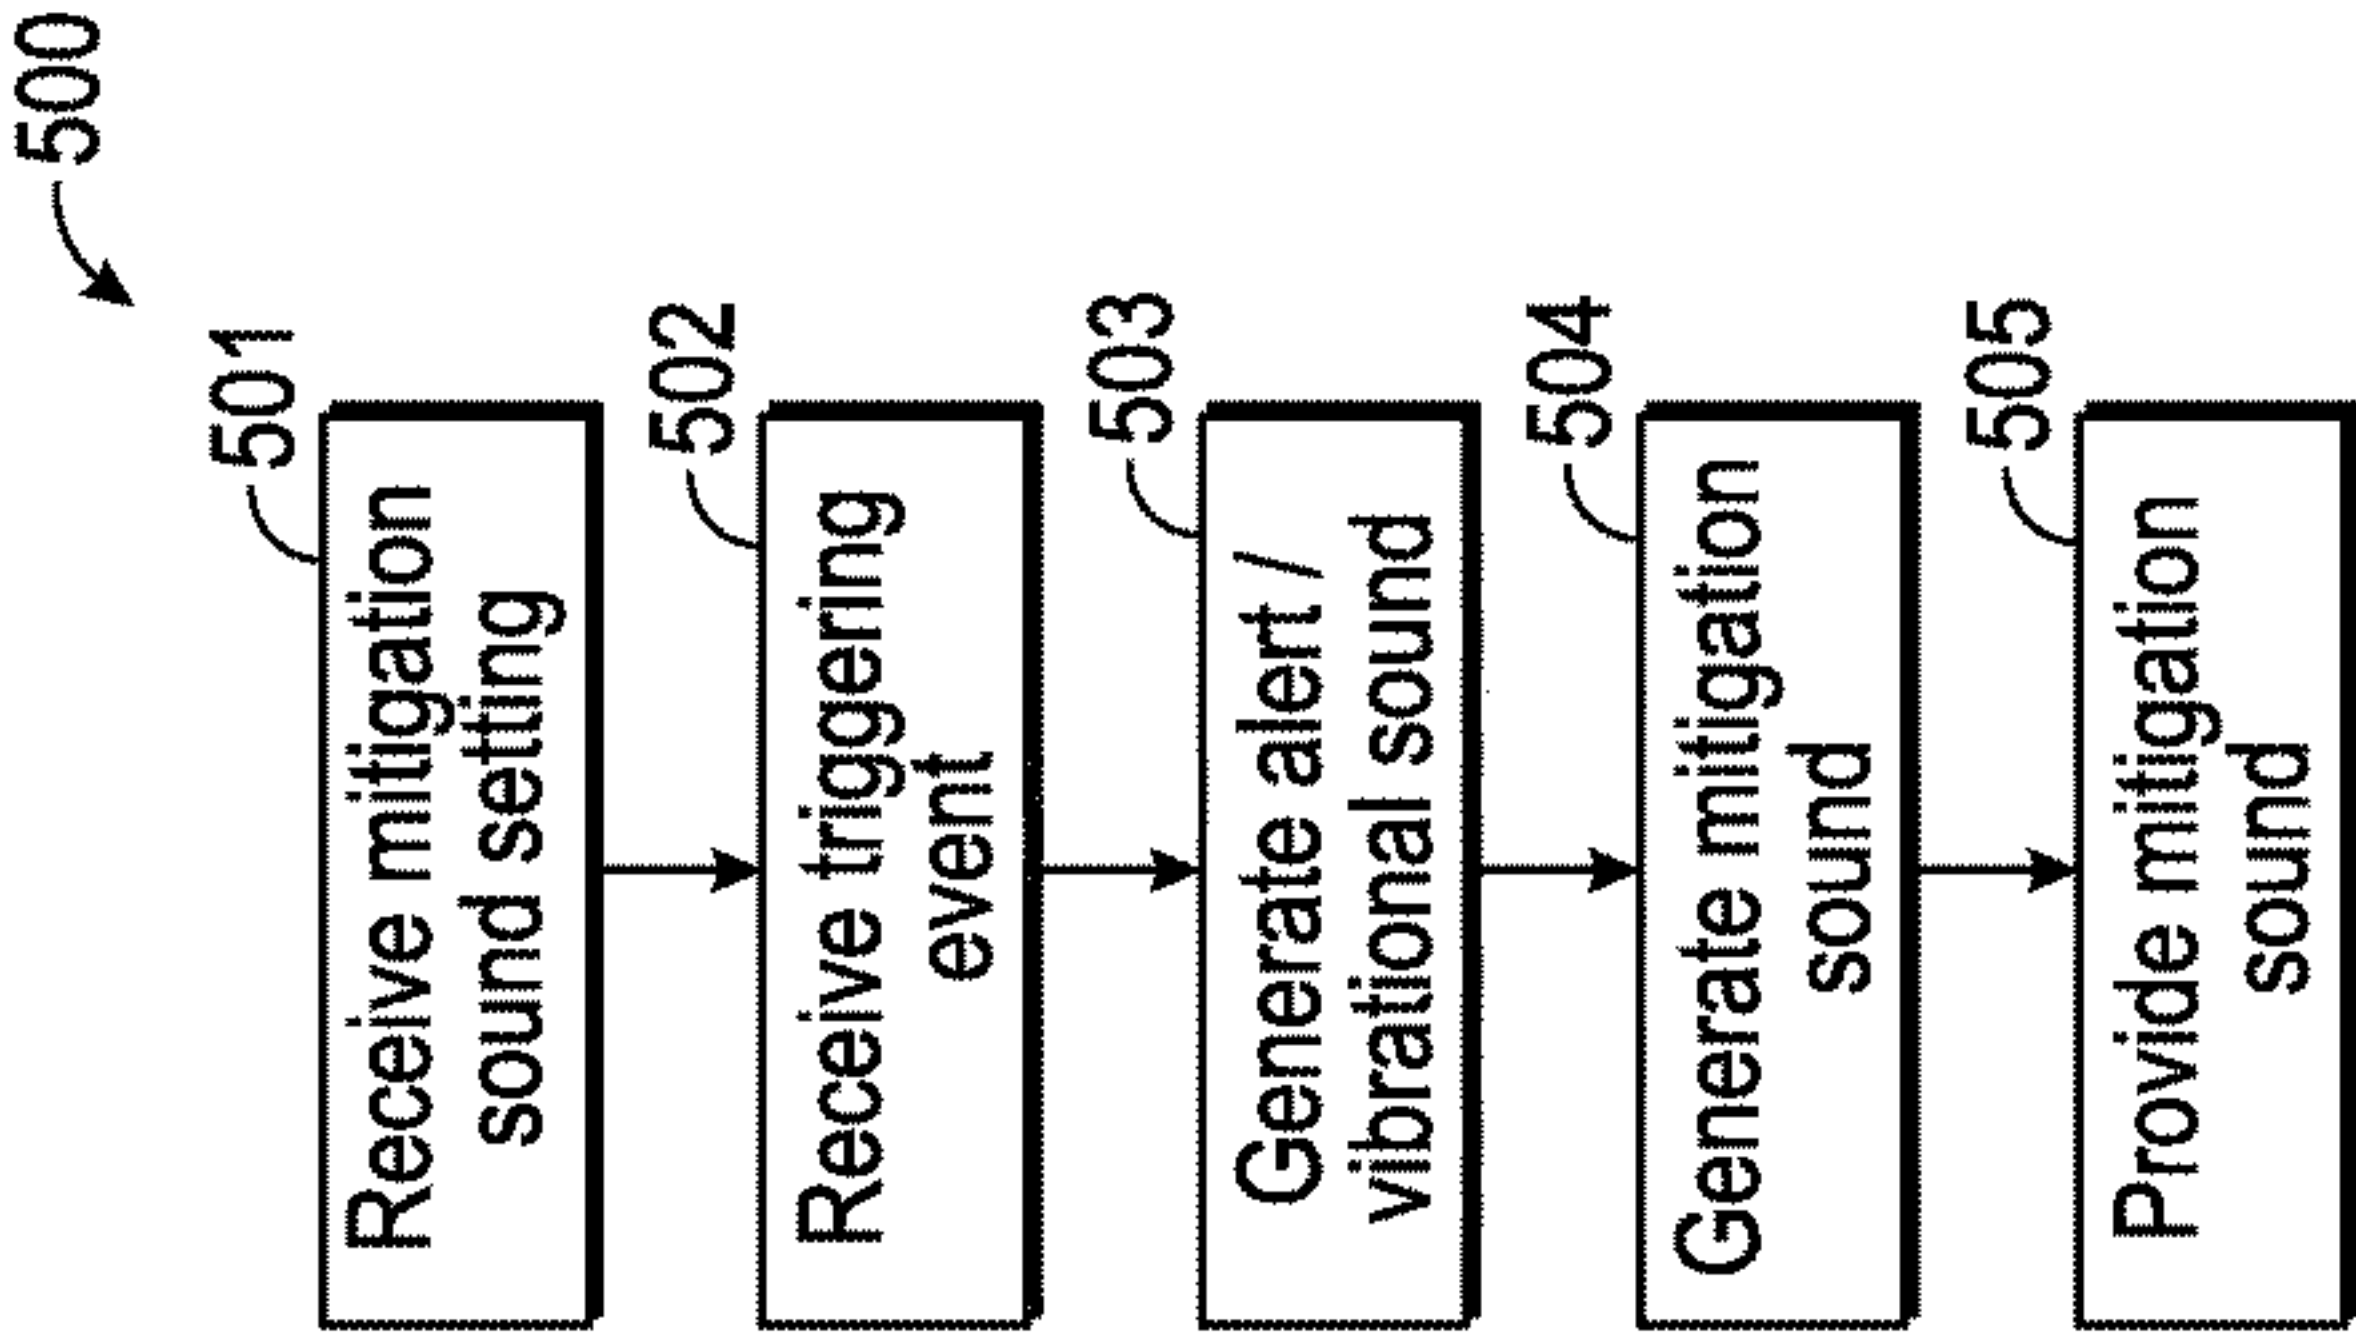 500
501
Receive mitigation
sound setting
502
Receive triggering
event
503
Generate alert /
vibrational sound
504
Generate mitigation
sound
505
Provide mitigation
sound